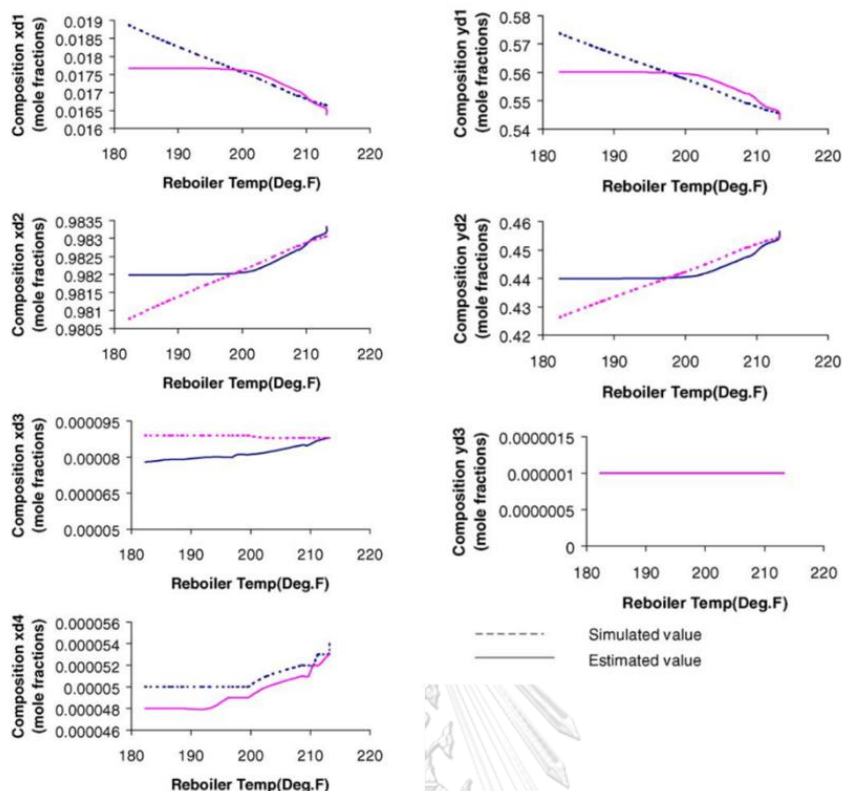 Composition xd1
(mole fractions)
0.019
0.0185
0.018
0.0175
0.017
0.0165
0.016
180 190 200 210 220
Reboiler Temp(Deg.F)
Composition yd1
(mole fractions)
0.58
0.57
0.56
0.55
0.54
180 190 200 210 220
Reboiler Temp(Deg.F)
Composition xd2
(mole fractions)
0.9835
0.983
0.9825
0.982
0.9815
0.981
0.9805
180 190 200 210 220
Reboiler Temp(Deg.F)
Composition yd2
(mole fractions)
0.46
0.45
0.44
0.43
0.42
180 190 200 210 220
Reboiler Temp(Deg.F)
Composition xd3
(mole fractions)
0.000095
0.00008
0.000065
0.00005
180 190 200 210 220
Reboiler Temp(Deg.F)
Composition yd3
(mole fractions)
0.0000015
0.000001
0.0000005
0
180 190 200 210 220
Reboiler Temp(Deg.F)
Composition xd4
(mole fractions)
0.000056
0.000054
0.000052
0.00005
0.000048
0.000046
180 190 200 210 220
Reboiler Temp(Deg.F)
Simulated value
Estimated value